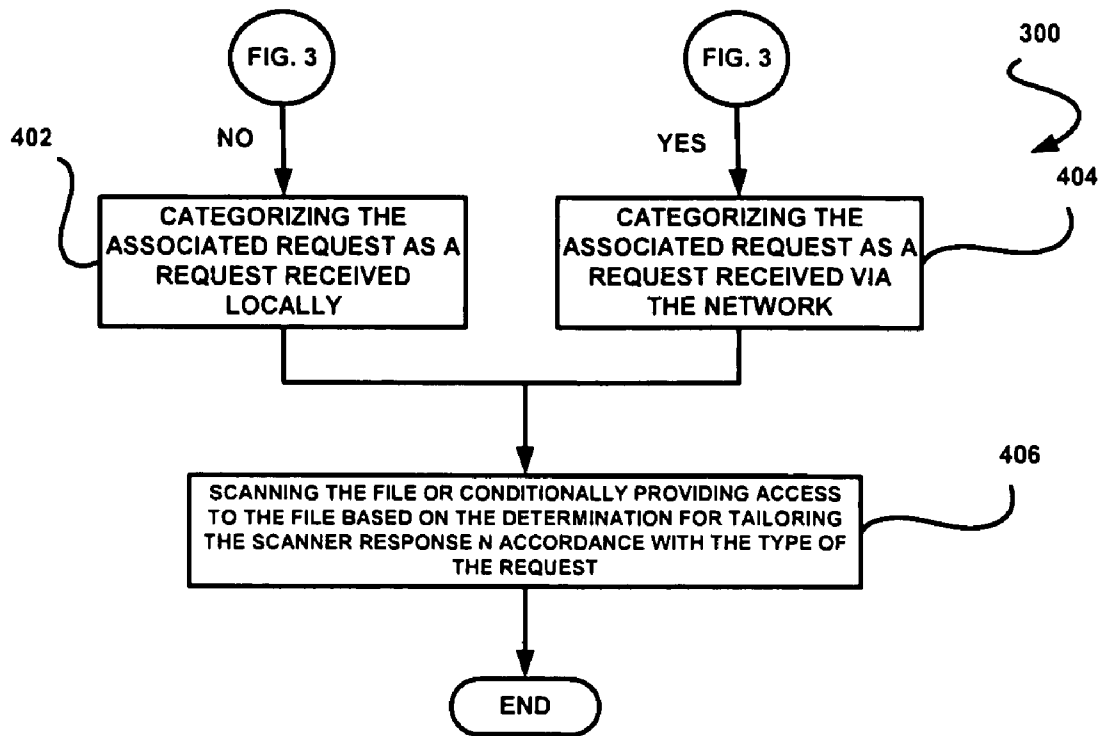 FIG. 3
FIG. 3
300
NO
YES
402
404
CATEGORIZING THE
ASSOCIATED REQUEST AS A
REQUEST RECEIVED
LOCALLY
CATEGORIZING THE
ASSOCIATED REQUEST AS A
REQUEST RECEIVED VIA
THE NETWORK
406
SCANNING THE FILE OR CONDITIONALLY PROVIDING ACCESS
TO THE FILE BASED ON THE DETERMINATION FOR TAILORING
THE SCANNER RESPONSE N ACCORDANCE WITH THE TYPE OF
THE REQUEST
END